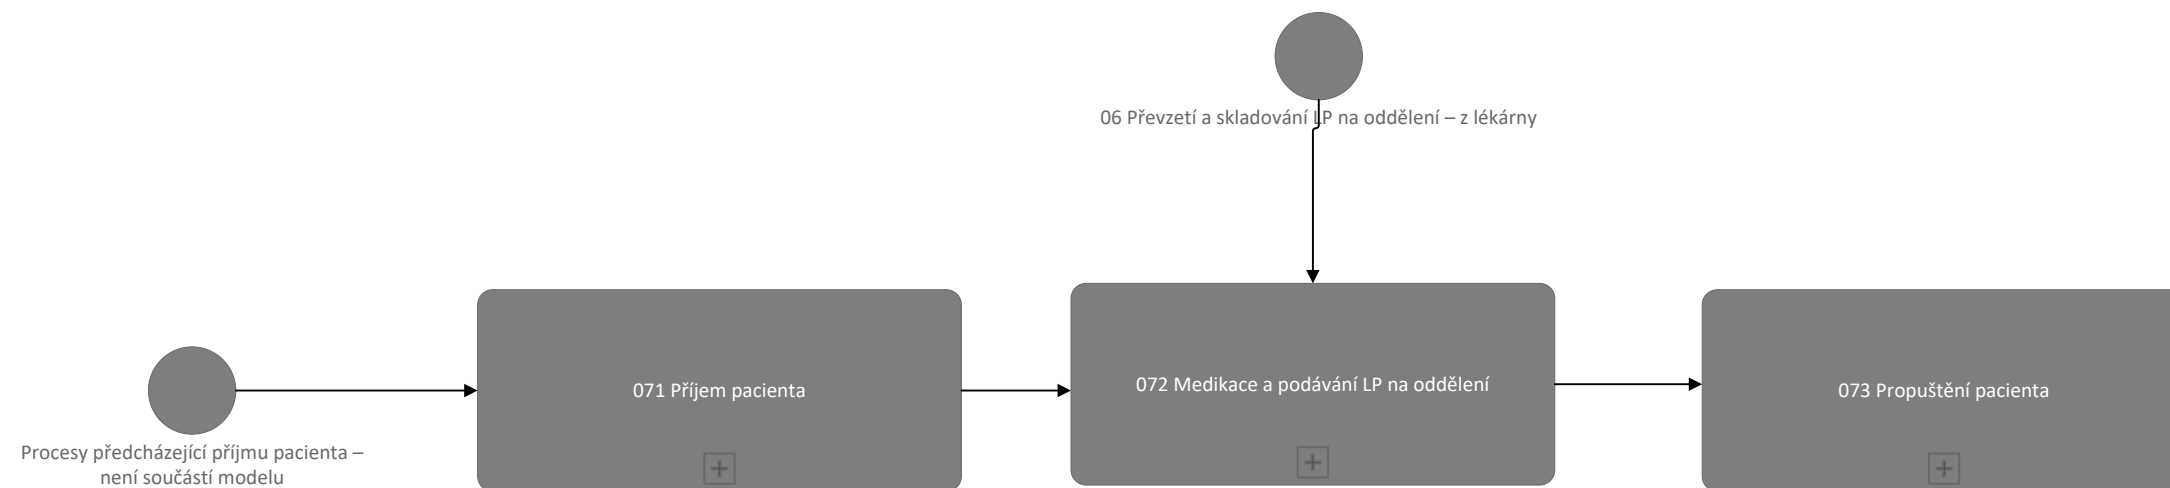 06 Převzetí a skladování LP na oddělení – z lékárny
071 Příjem pacienta
072 Medikace a podávání LP na oddělení
073 Propuštění pacienta
Procesy předcházející příjmu pacienta –
není součástí modelu